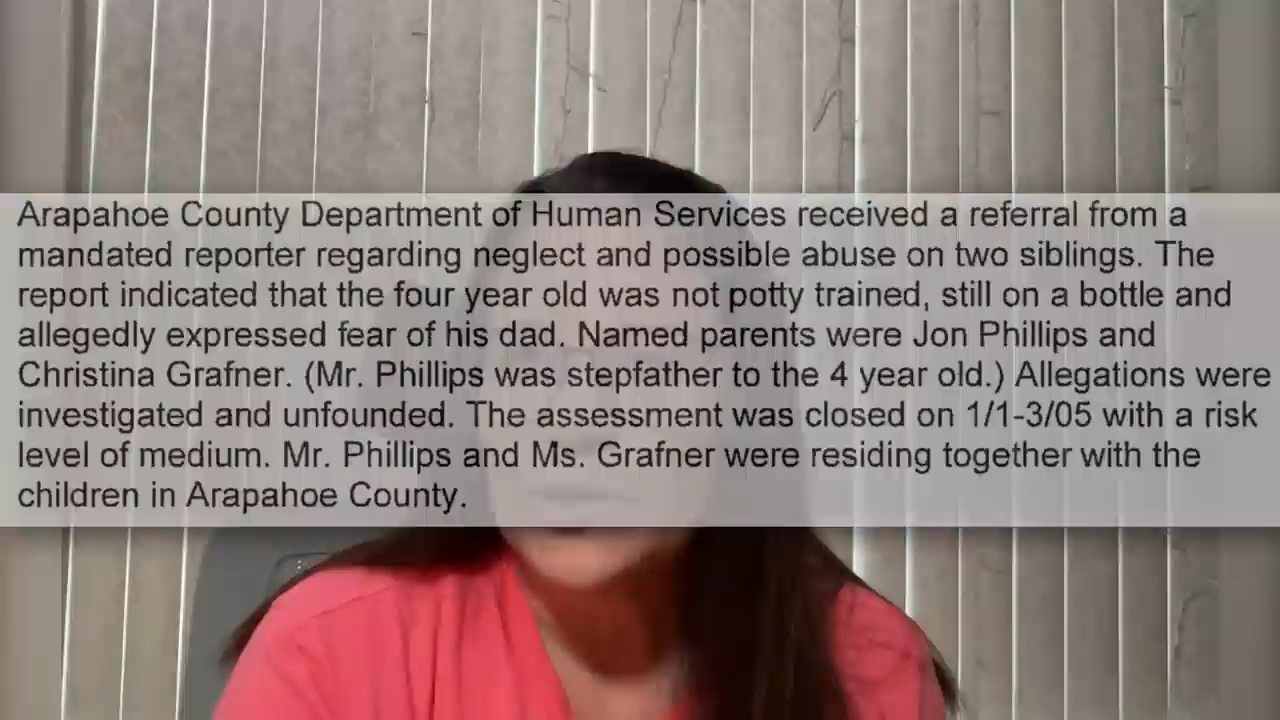 Arapahoe County Department of Human Services received a referral from a
mandated reporter regarding neglect and possible abuse on two siblings. The
report indicated that the four year old was not potty trained, still on a bottle and
allegedly expressed fear of his dad. Named parents were Jon Phillips and
Christina Grafner. (Mr. Phillips was stepfather to the 4 year old.) Allegations were
investigated and unfounded. The assessment was closed on 1/1-3/05 with a risk
level of medium. Mr. Phillips and Ms. Grafner were residing together with the
children in Arapahoe County.